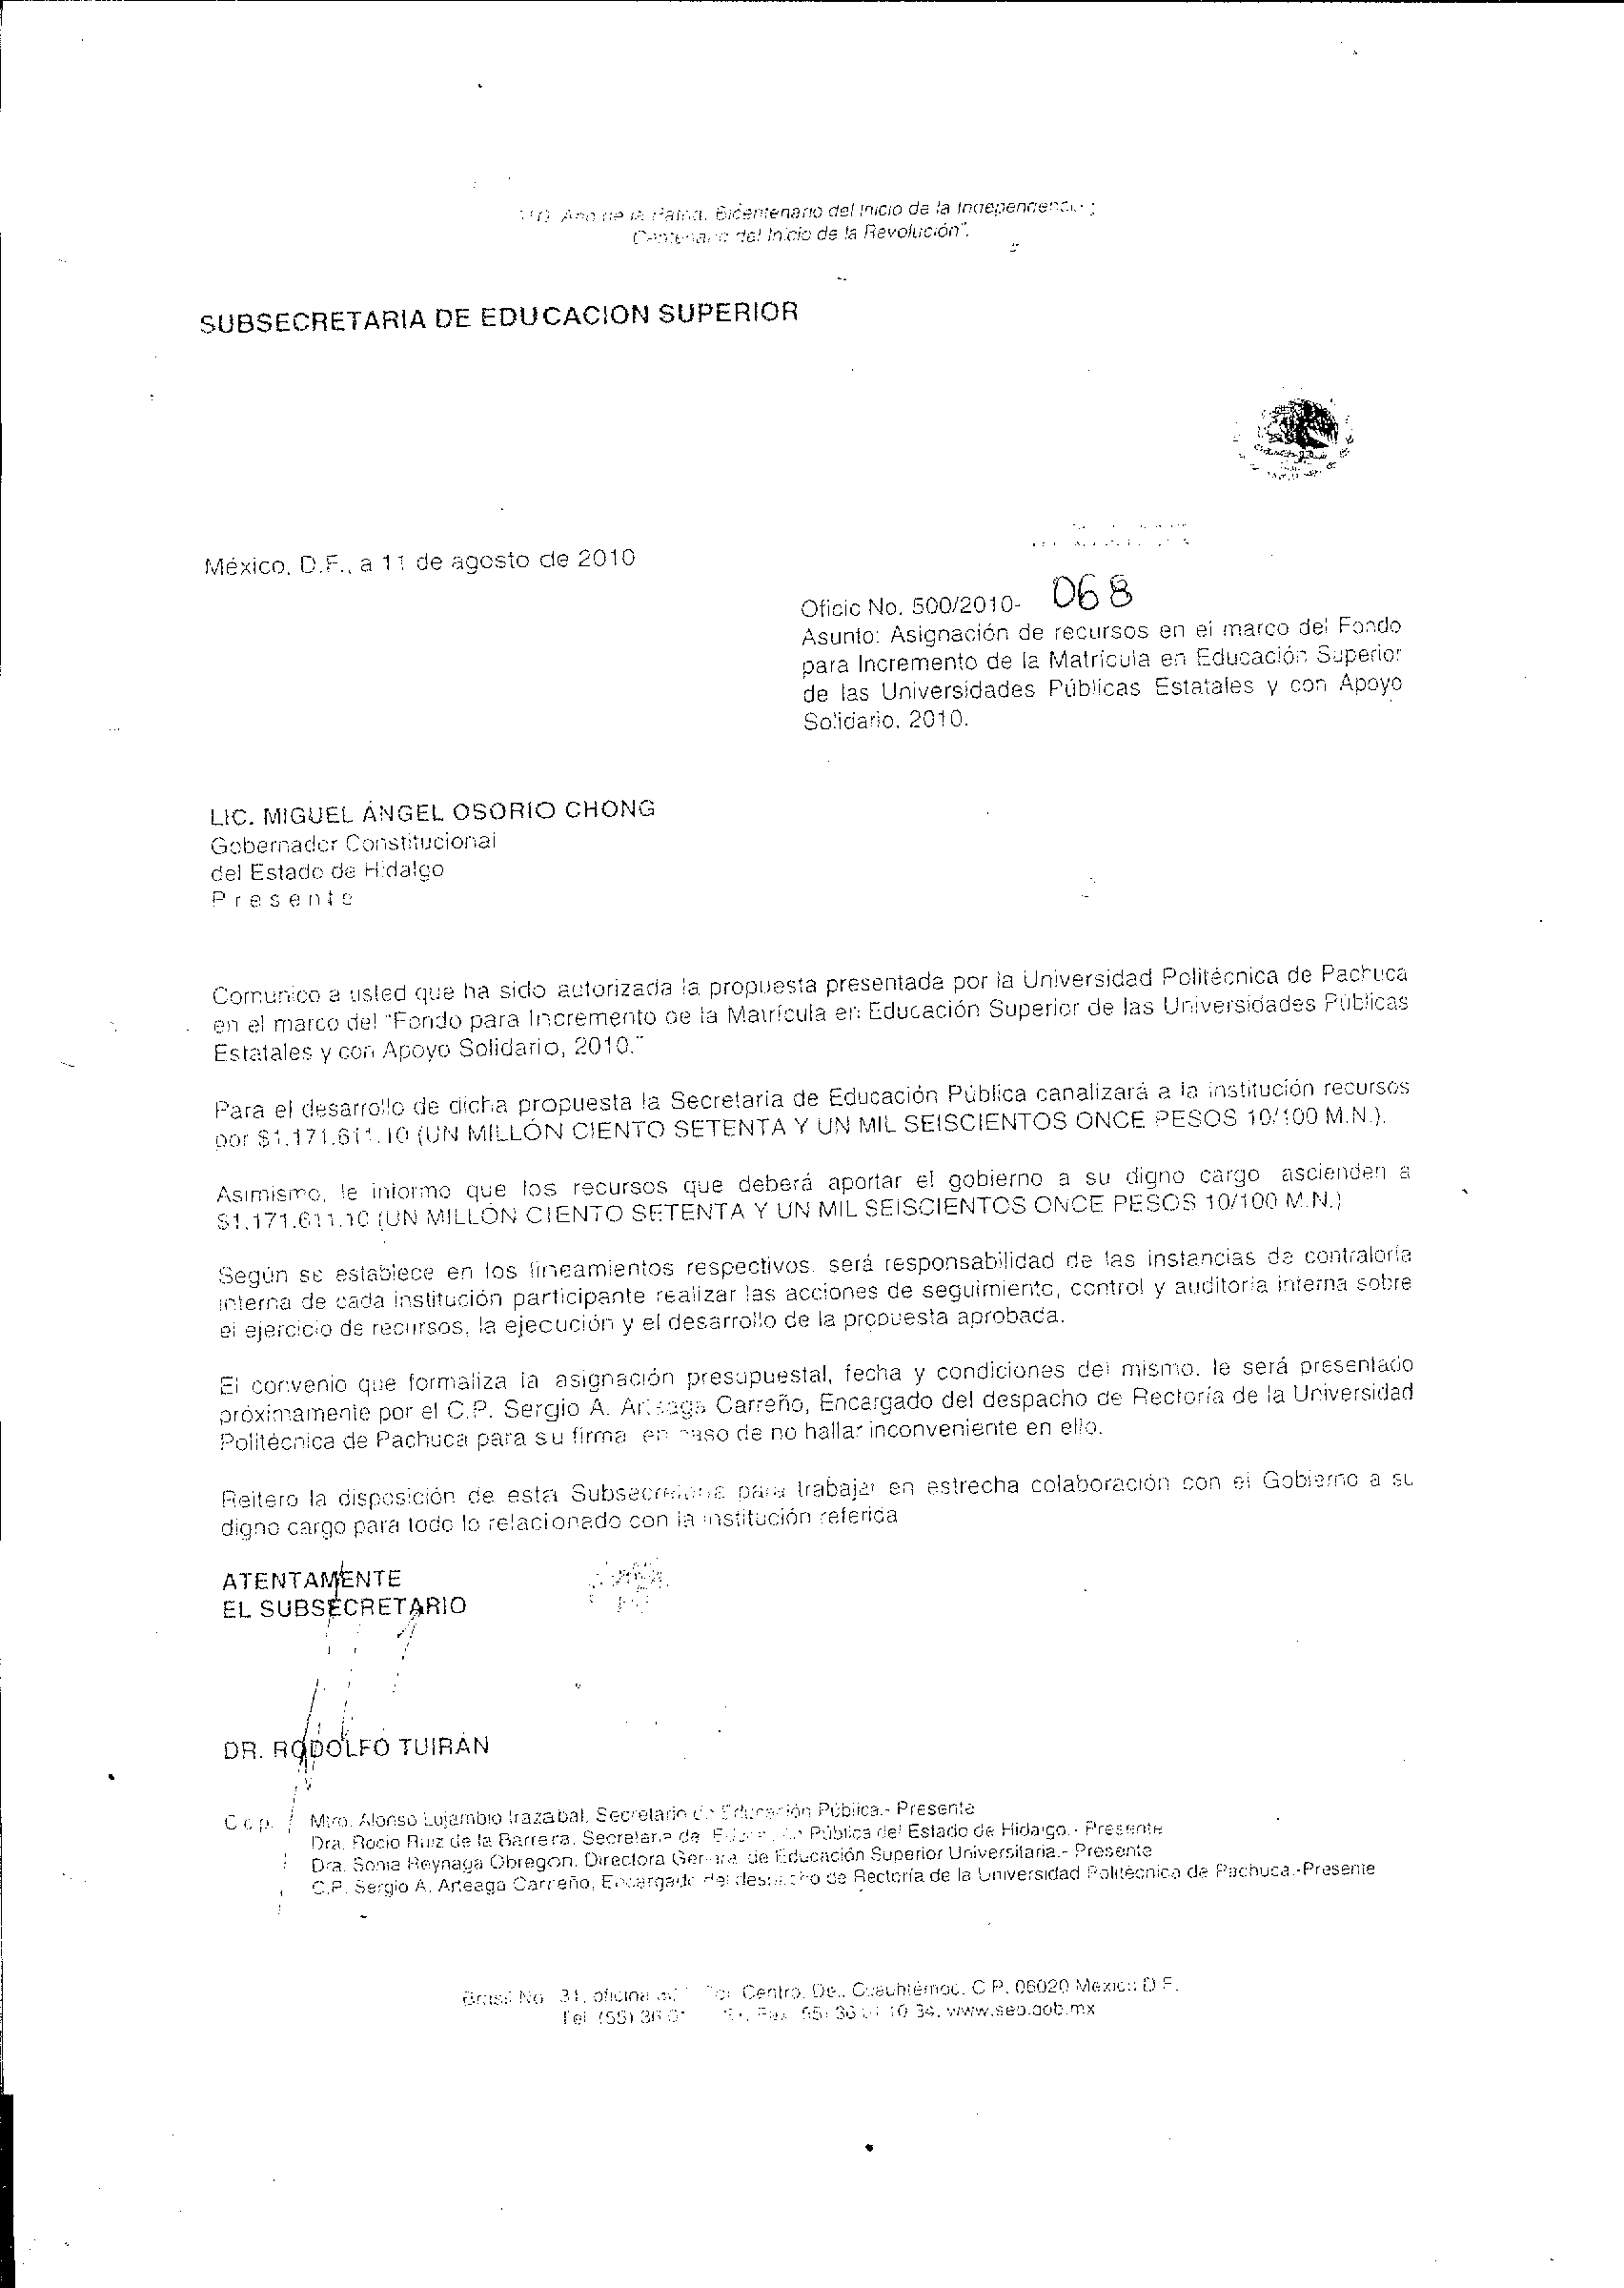 Año de la Patria. Bicentenario del Inicio de la Independencia y
Centenario del Inicio de la Revolución".
SUBSECRETARIA DE EDUCACION SUPERIOR
México, D.F., a 11 de agosto de 2010
Oficio No. 500/2010- 068
Asunto: Asignación de recursos en el marco del Fondo
para Incremento de la Matrícula en Educación Superior
de las Universidades Públicas Estatales y con Apoyo
Solidario, 2010.
LIC. MIGUEL ÁNGEL OSORIO CHONG
Gobernador Constitucional
del Estado de Hidalgo
P r e s e n t e
Comunico a usted que ha sido autorizada la propuesta presentada por la Universidad Politécnica de Pachuca
en el marco del "Fondo para Incremento de la Matrícula en Educación Superior de las Universidades Públicas
Estatales y con Apoyo Solidario, 2010."
Para el desarrollo de dicha propuesta la Secretaría de Educación Pública canalizará a la institución recursos
por $1,171,611.10 (UN MILLÓN CIENTO SETENTA Y UN MIL SEISCIENTOS ONCE PESOS 10/100 M.N.).
Asimismo, le informo que los recursos que deberá aportar el gobierno a su digno cargo ascienden a
$1,171,611.10 (UN MILLÓN CIENTO SETENTA Y UN MIL SEISCIENTOS ONCE PESOS 10/100 M.N.)
Según se establece en los lineamientos respectivos, será responsabilidad de las instancias de contraloría
interna de cada institución participante realizar las acciones de seguimiento, control y auditoría interna sobre
el ejercicio de recursos, la ejecución y el desarrollo de la propuesta aprobada.
El convenio que formaliza la asignación presupuestal, fecha y condiciones del mismo, le será presentado
próximamente por el C.P. Sergio A. Arteaga Carreño, Encargado del despacho de Rectoría de la Universidad
Politécnica de Pachuca para su firma en caso de no hallar inconveniente en ello.
Reitero la disposición de esta Subsecretaría para trabajar en estrecha colaboración con el Gobierno a su
digno cargo para todo lo relacionado con la institución referida
ATENTAMENTE
EL SUBSECRETARIO
DR. RODOLFO TUIRÁN
C.c.p. Mtro. Alonso Lujambio Irazabal, Secretario de Educación Pública.- Presente
Dra. Rocio Ruiz de la Barrera, Secretaria de Educación Pública del Estado de Hidalgo.- Presente
Dra. Sonia Reynaga Obregon, Directora General de Educación Superior Universitaria.- Presente
C.P. Sergio A. Arteaga Carreño, Encargado del despacho de Rectoría de la Universidad Politécnica de Pachuca.-Presente
Brasil No. 31, oficina Centro, De.. Cuauhtémoc, C.P. 06020 México D.F.
Tel. (55) 36 Fax (55) 36 10 34, www.sep.gob.mx